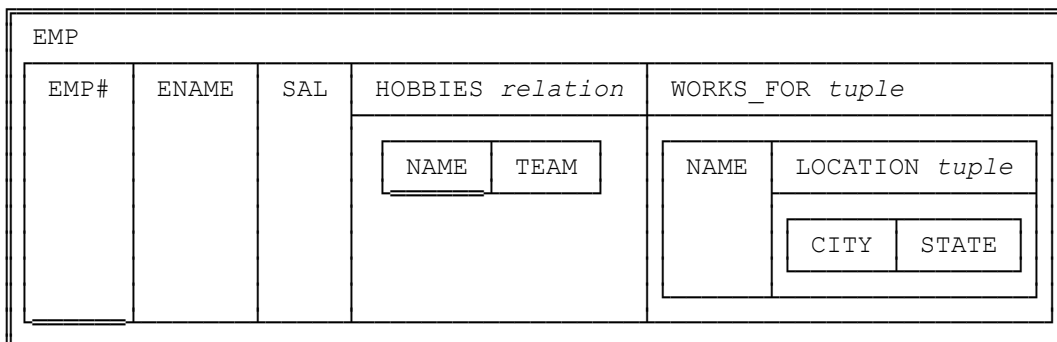 EMP
EMP# ENAME SAL HOBBIES relation WORKS_FOR tuple
NAME TEAM NAME LOCATION tuple
CITY STATE